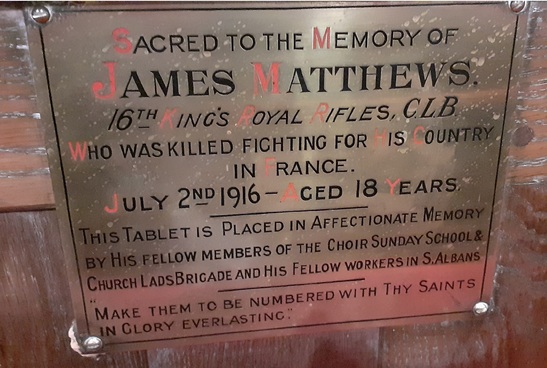 SACRED TO THE MEMORY OF
JAMES MATTHEWS.
16TH KING'S ROYAL RIFLES, C.L.B
WHO WAS KILLED FIGHTING FOR HIS COUNTRY
IN FRANCE.
JULY 2ND 1916 – AGED 18 YEARS.
THIS TABLET IS PLACED IN AFFECTIONATE MEMORY
BY HIS FELLOW MEMBERS OF THE CHOIR SUNDAY SCHOOL &
CHURCH LADS BRIGADE AND HIS FELLOW WORKERS IN S. ALBANS
"MAKE THEM TO BE NUMBERED WITH THY SAINTS
IN GLORY EVERLASTING."